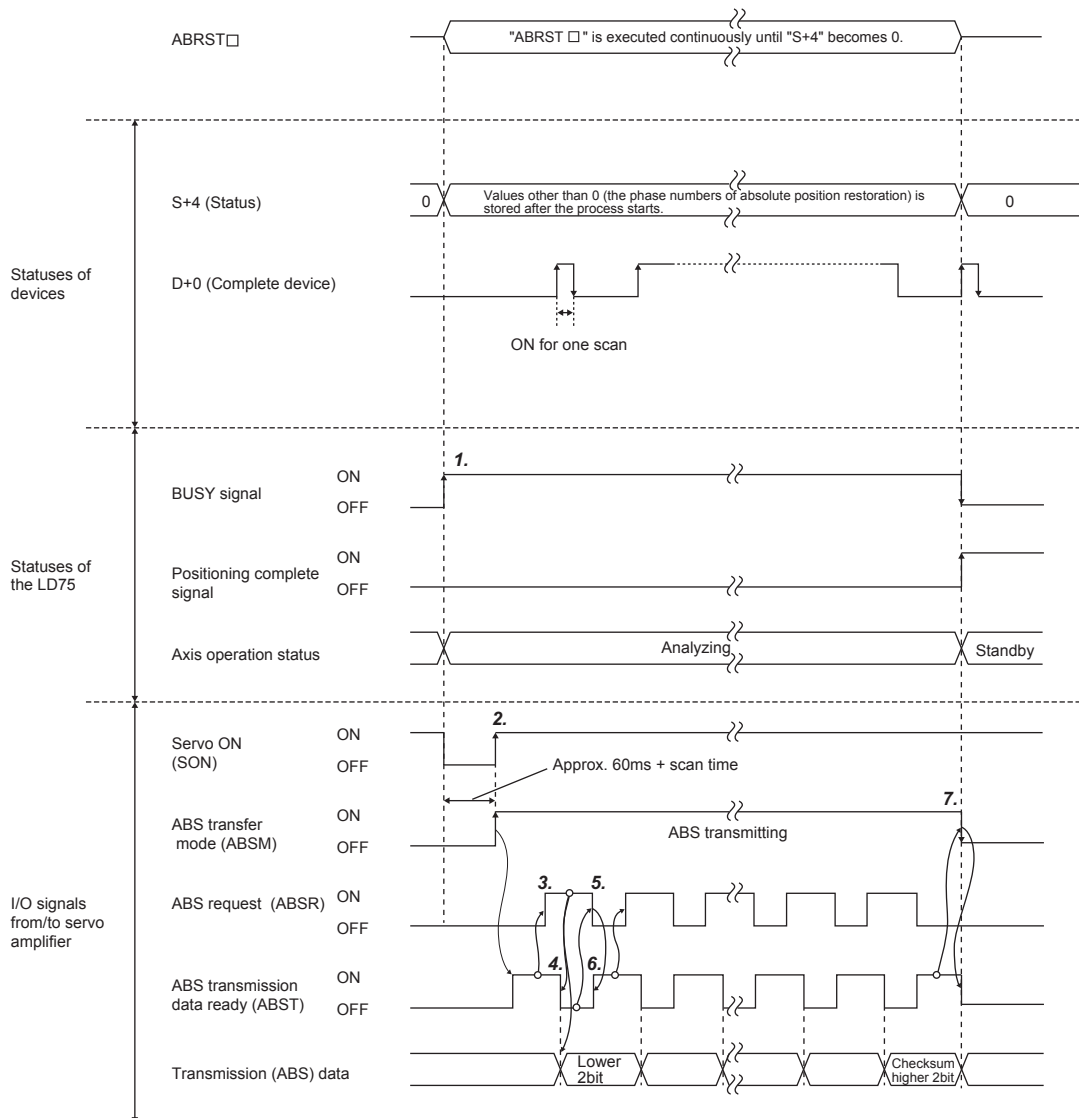 ABRST□
"ABRST □" is executed continuously until "S+4" becomes 0.
S+4 (Status)
0
Values other than 0 (the phase numbers of absolute position restoration) is
stored after the process starts.
0
Statuses of
devices
D+0 (Complete device)
ON for one scan
1.
BUSY signal
ON
OFF
Statuses of
the LD75
Positioning complete
signal
ON
OFF
Axis operation status
Analyzing
Standby
2.
Servo ON
(SON)
ON
OFF
Approx. 60ms + scan time
7.
ABS transfer
mode (ABSM)
ON
OFF
ABS transmitting
I/O signals
from/to servo
amplifier
3.
5.
ABS request (ABSR)
ON
OFF
4.
6.
ABS transmission
data ready (ABST)
ON
OFF
Transmission (ABS) data
Lower
2bit
Checksum
higher 2bit